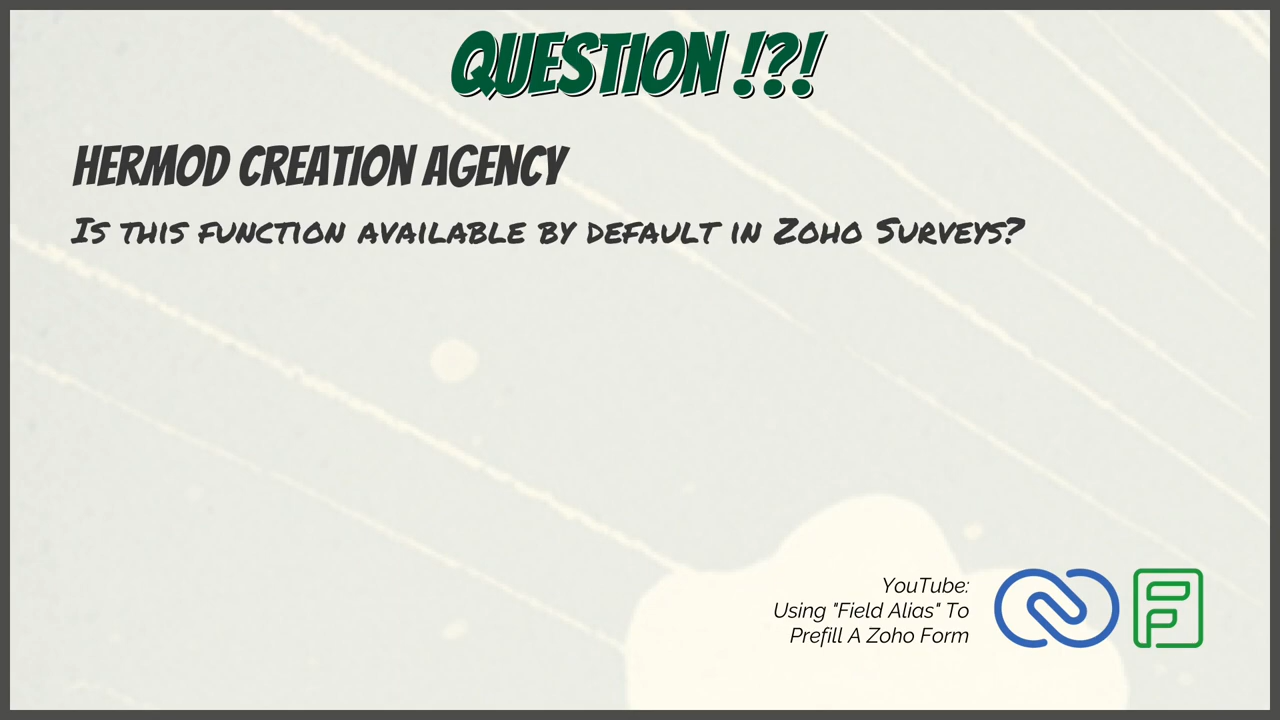 QUESTION !?!
HERMOD CREATION AGENCY
Is this function available by default in Zoho Surveys?
YouTube:
Using "Field Alias" To
Prefill A Zoho Form